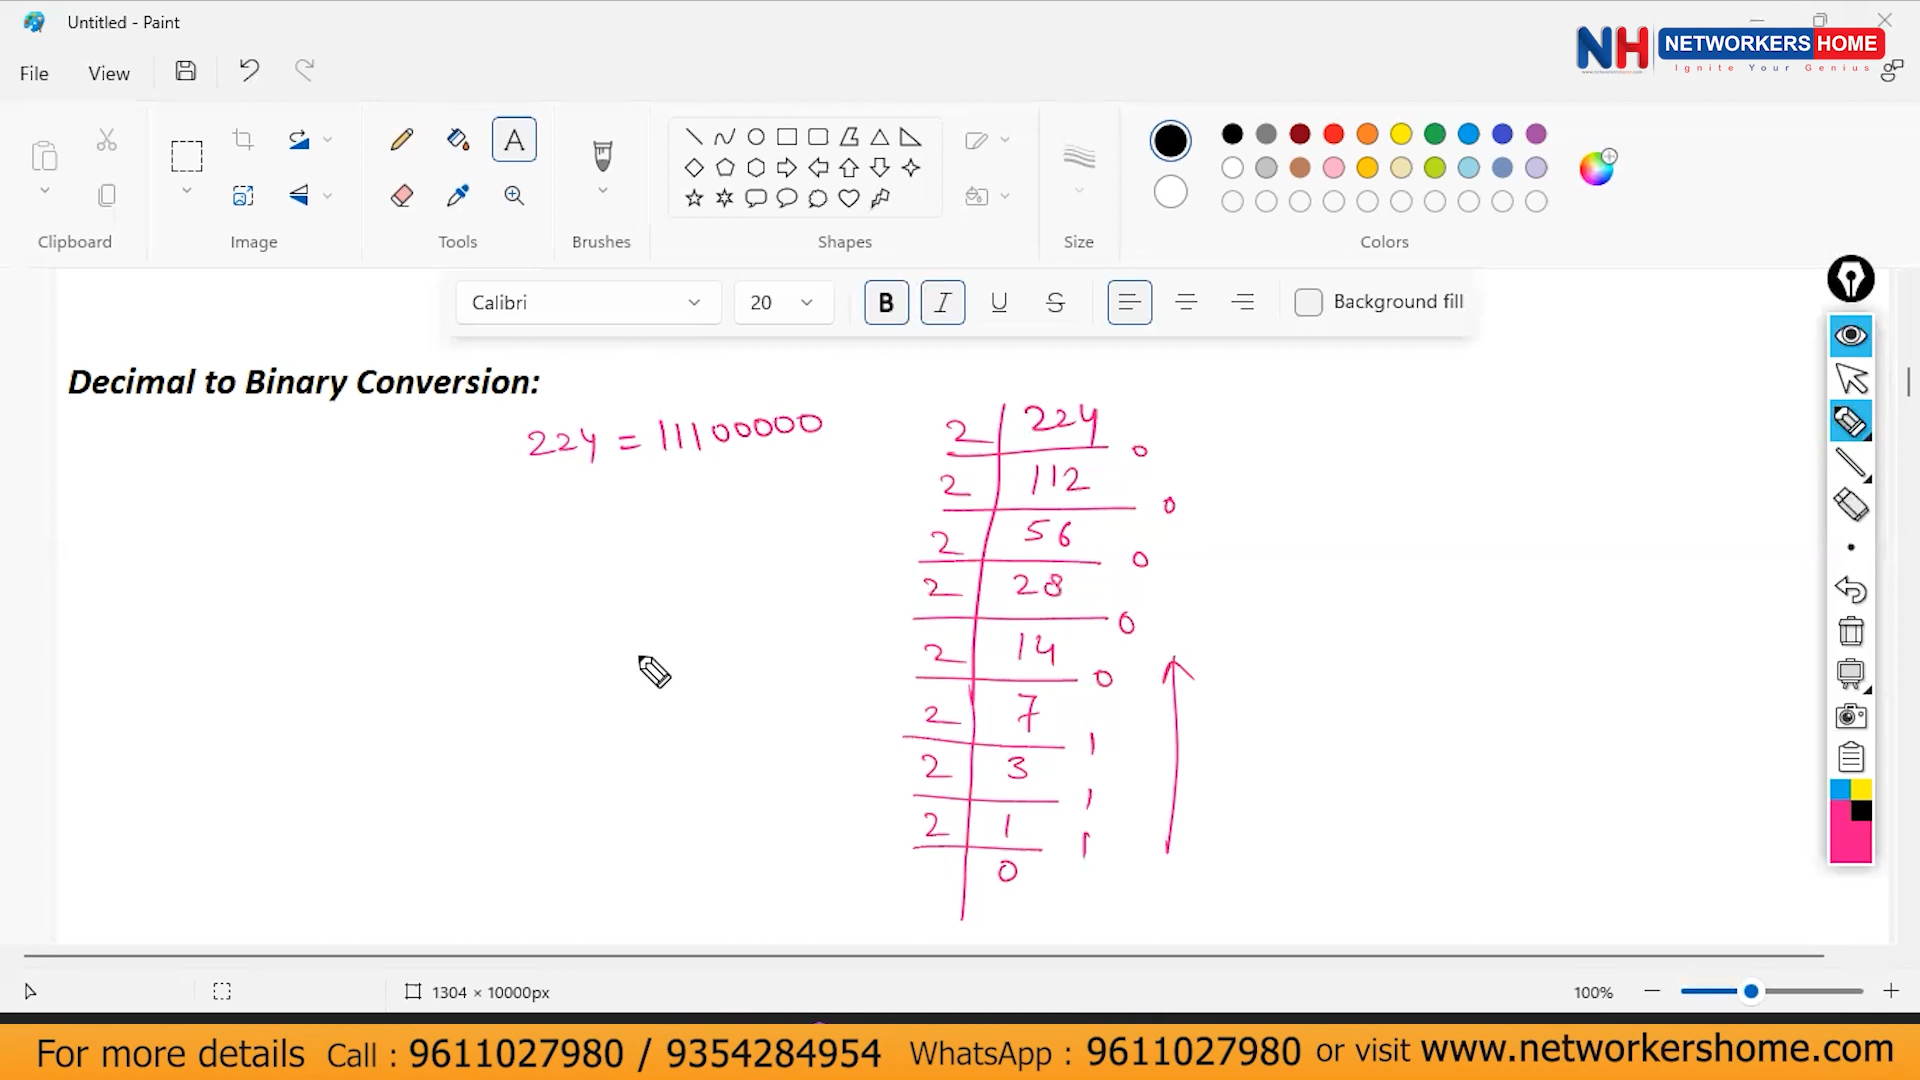 Untitled - Paint
NH NETWORKERS HOME
Ignite Your Genius
File View
Clipboard Image Tools Brushes Shapes Size Colors
Calibri 20 B I U S Background fill
Decimal to Binary Conversion:
224 = 11100000
2 224 0
2 112 0
2 56 0
2 28 0
2 14 0
2 7 1
2 3 1
2 1 1
0
1304 × 10000px 100%
For more details Call : 9611027980 / 9354284954 WhatsApp : 9611027980 or visit www.networkershome.com